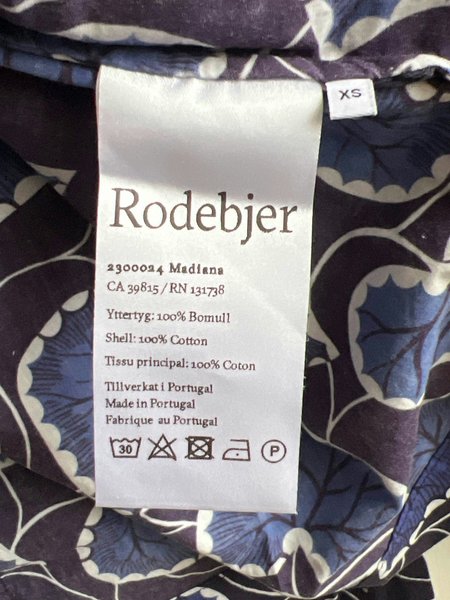 XS
Rodebjer
2300024 Madiana
CA 39815 / RN 131738
Yttertyg: 100% Bomull
Shell: 100% Cotton
Tissu principal: 100% Coton
Tillverkat i Portugal
Made in Portugal
Fabrique au Portugal
30 P